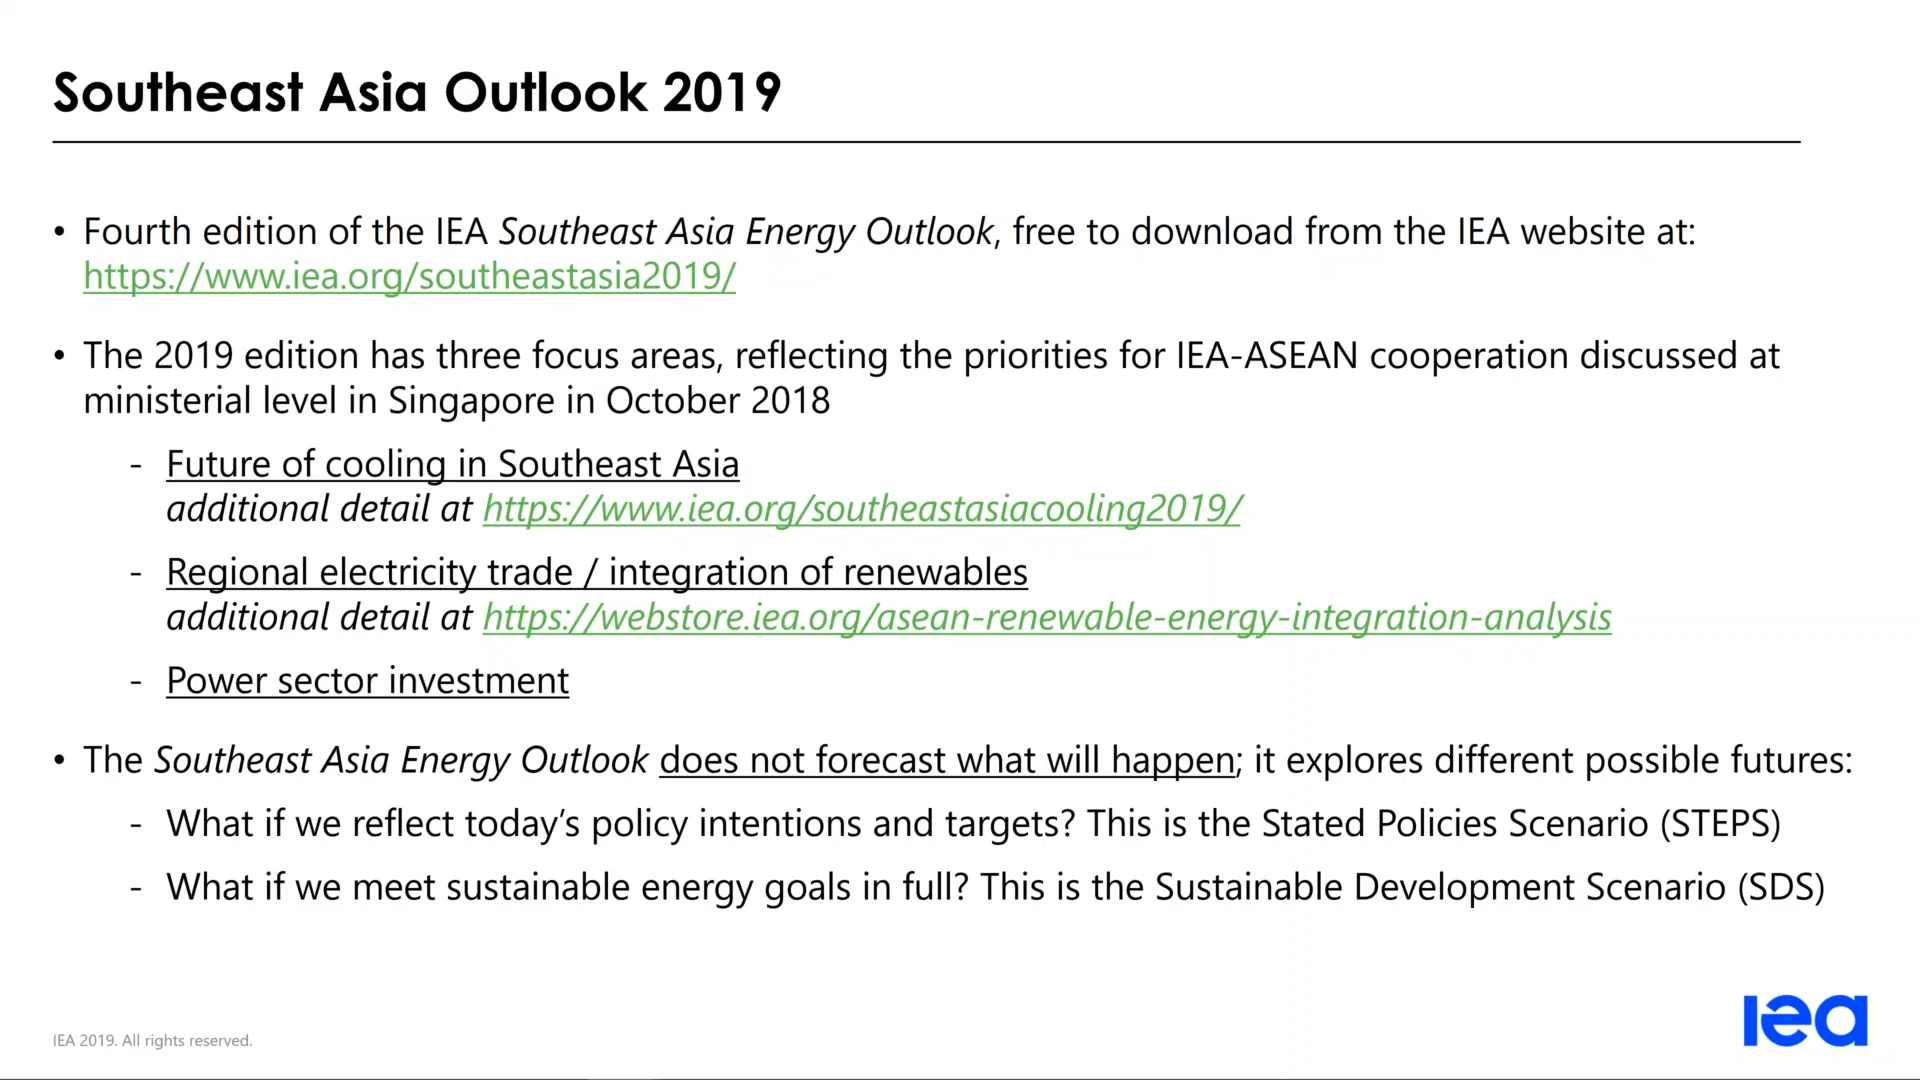 Southeast Asia Outlook 2019
• Fourth edition of the IEA Southeast Asia Energy Outlook, free to download from the IEA website at:
https://www.iea.org/southeastasia2019/
• The 2019 edition has three focus areas, reflecting the priorities for IEA-ASEAN cooperation discussed at
ministerial level in Singapore in October 2018
- Future of cooling in Southeast Asia
additional detail at https://www.iea.org/southeastasiacooling2019/
- Regional electricity trade / integration of renewables
additional detail at https://webstore.iea.org/asean-renewable-energy-integration-analysis
- Power sector investment
• The Southeast Asia Energy Outlook does not forecast what will happen; it explores different possible futures:
- What if we reflect today’s policy intentions and targets? This is the Stated Policies Scenario (STEPS)
- What if we meet sustainable energy goals in full? This is the Sustainable Development Scenario (SDS)
IEA 2019. All rights reserved.
iea